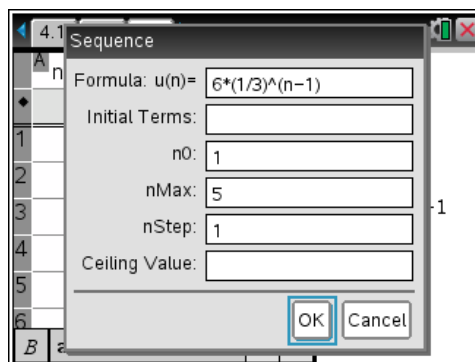 4.1
Sequence
A n
Formula: u(n)= 6*(1/3)^(n−1)
Initial Terms:
n0: 1
1
nMax: 5
2
3
-1
nStep: 1
4
Ceiling Value:
5
6
OK Cancel
B a